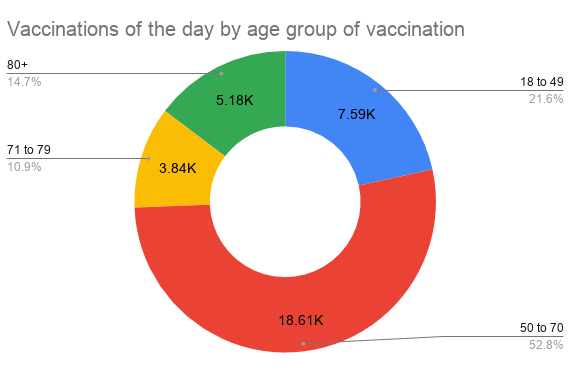 Vaccinations of the day by age group of vaccination
80+
14.7%
18 to 49
21.6%
5.18K
7.59K
71 to 79
10.9%
3.84K
18.61K
50 to 70
52.8%